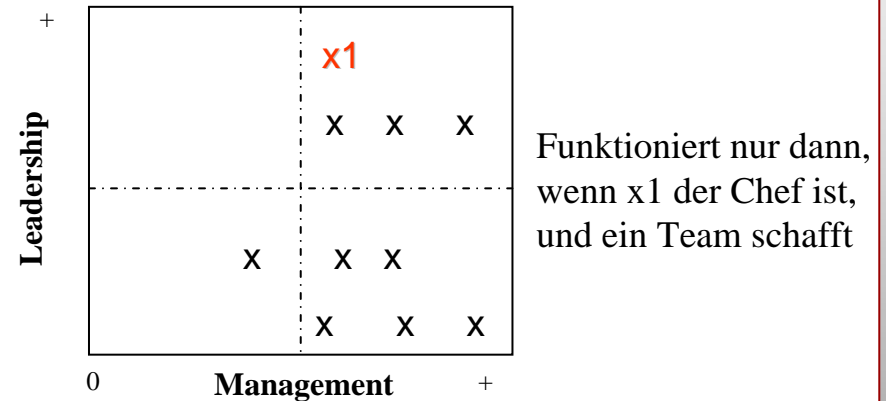 +
x1
x x x
Leadership
Funktioniert nur dann,
wenn x1 der Chef ist,
und ein Team schafft
x x x
x x x
0 Management +